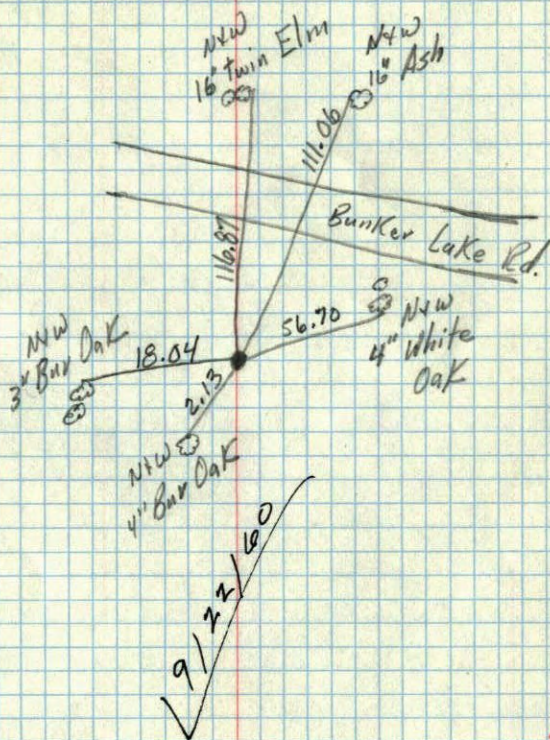 N+W
16" twin Elm
N+W
16" Ash
111.06
116.87
Bunker Lake Rd.
56.70
N+W
4" White
Oak
N+W
3" Bur Oak
18.04
2.13
N+W
4" Bur Oak
9/22/60